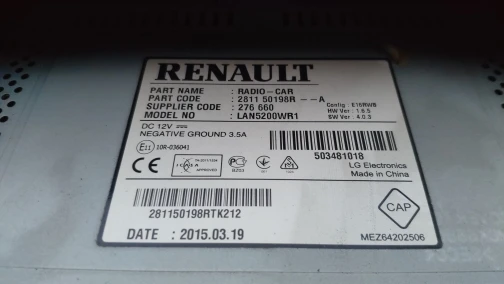 RENAULT
PART NAME : RADIO-CAR
PART CODE : 2811 50198R --A
SUPPLIER CODE : 276 660
MODEL NO : LAN5200WR1
Config : E16RWB
HW Ver : 1.6.5
SW Ver : 4.0.3
DC 12V
NEGATIVE GROUND 3.5A
E11 10R-036041
503481018
LG Electronics
Made in China
CE
APPROVED
281150198RTK212
DATE : 2015.03.19
CAP
MEZ64202506